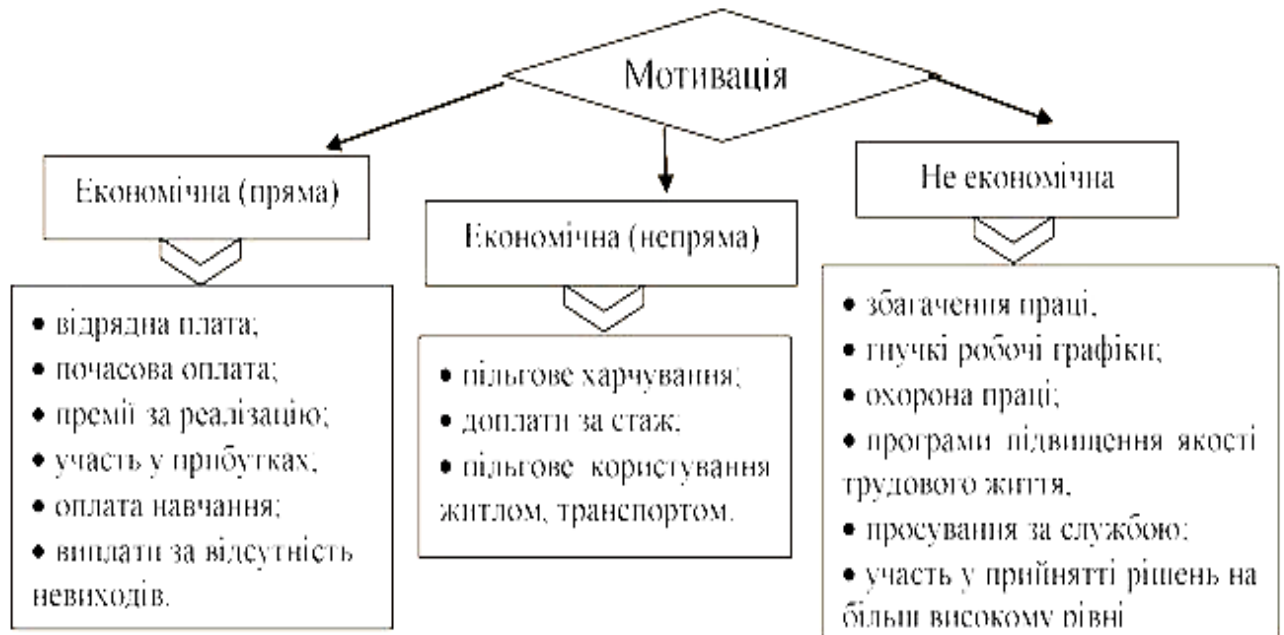 Мотивація
Економічна (пряма)
• відрядна плата;
• почасова оплата;
• премії за реалізацію;
• участь у прибутках;
• оплата навчання;
• виплати за відсутність
невиходів.
Економічна (непряма)
• пільгове харчування;
• доплати за стаж;
• пільгове користування
житлом, транспортом.
Не економічна
• збагачення праці,
• гнучкі робочі графіки;
• охорона праці;
• програми підвищення якості
трудового життя,
• просування за службою;
• участь у прийнятті рішень на
більш високому рівні